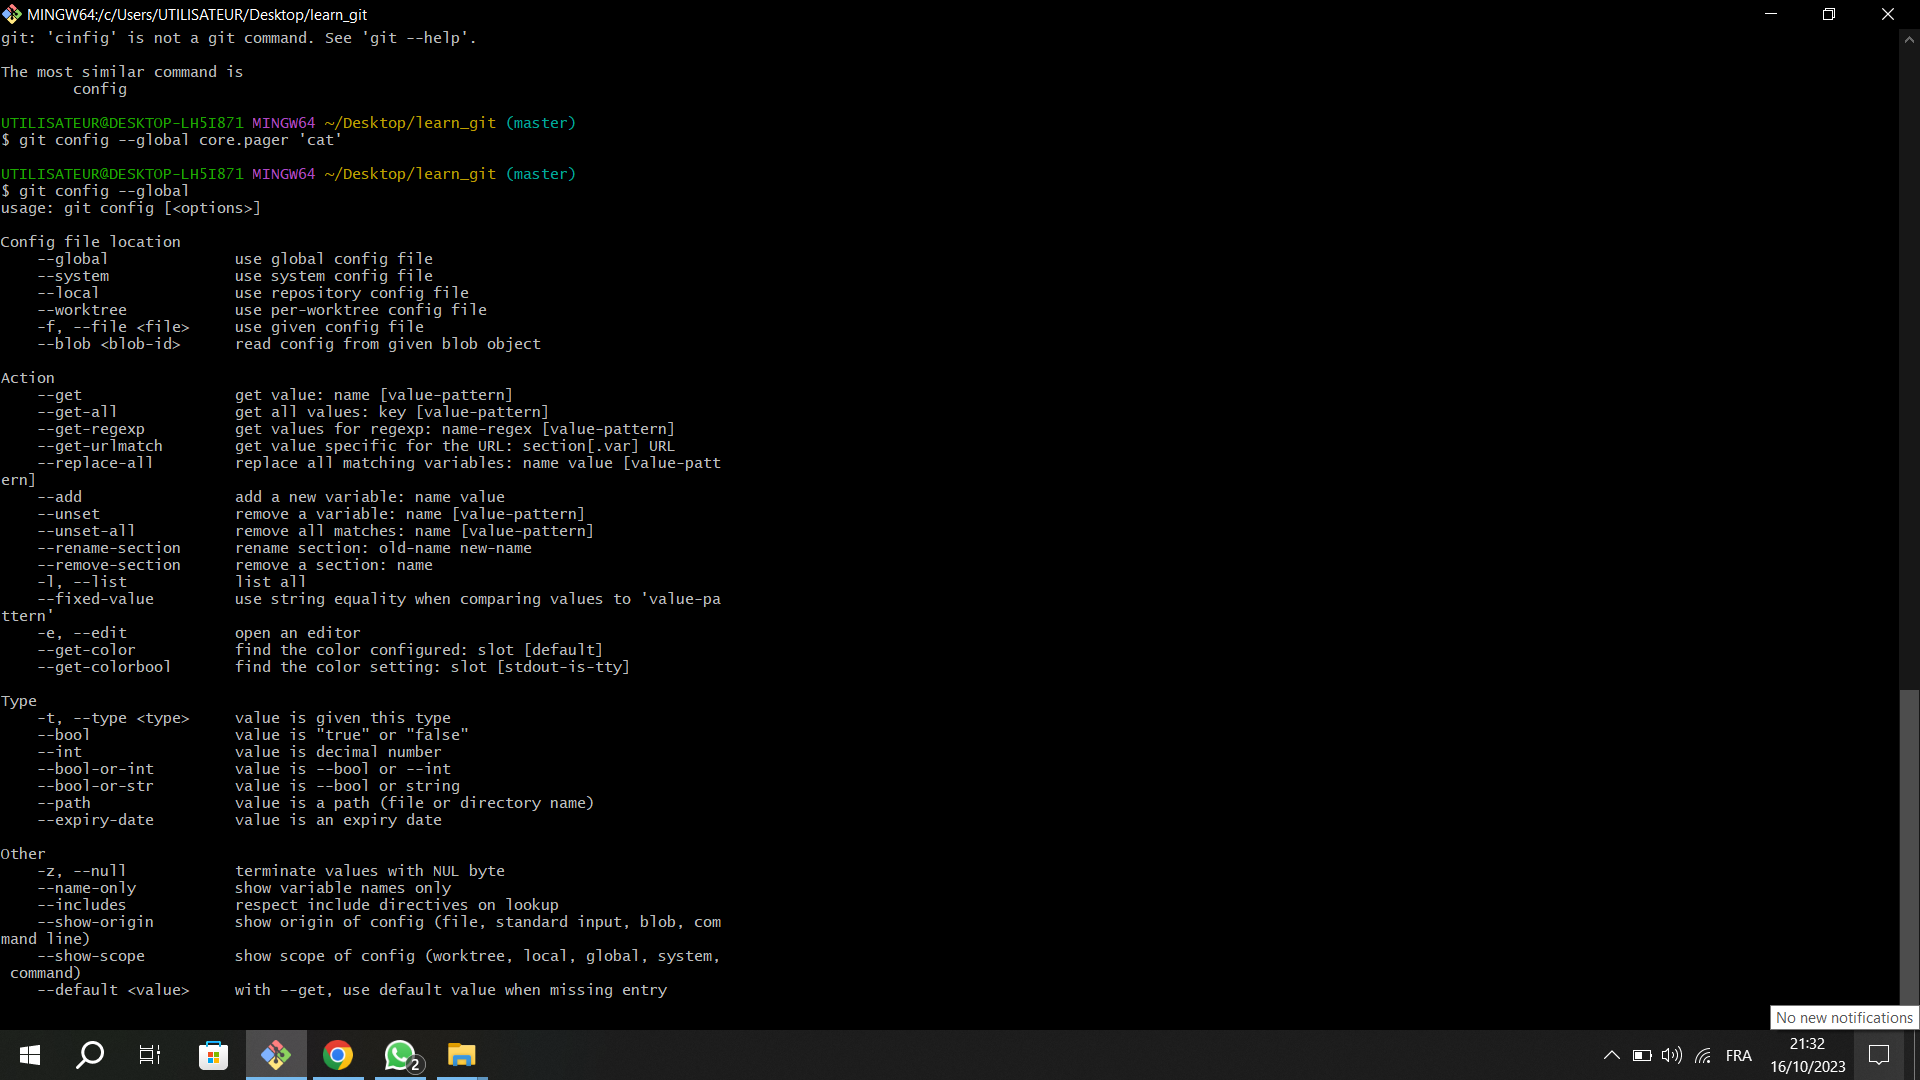 MINGW64:/c/Users/UTILISATEUR/Desktop/learn_git
git: 'cinfig' is not a git command. See 'git --help'.
The most similar command is
config
UTILISATEUR@DESKTOP-LH5I871 MINGW64 ~/Desktop/learn_git (master)
$ git config --global core.pager 'cat'
UTILISATEUR@DESKTOP-LH5I871 MINGW64 ~/Desktop/learn_git (master)
$ git config --global
usage: git config [<options>]
Config file location
--global use global config file
--system use system config file
--local use repository config file
--worktree use per-worktree config file
-f, --file <file> use given config file
--blob <blob-id> read config from given blob object
Action
--get get value: name [value-pattern]
--get-all get all values: key [value-pattern]
--get-regexp get values for regexp: name-regex [value-pattern]
--get-urlmatch get value specific for the URL: section[.var] URL
--replace-all replace all matching variables: name value [value-patt
ern]
--add add a new variable: name value
--unset remove a variable: name [value-pattern]
--unset-all remove all matches: name [value-pattern]
--rename-section rename section: old-name new-name
--remove-section remove a section: name
-l, --list list all
--fixed-value use string equality when comparing values to 'value-pa
ttern'
-e, --edit open an editor
--get-color find the color configured: slot [default]
--get-colorbool find the color setting: slot [stdout-is-tty]
Type
-t, --type <type> value is given this type
--bool value is "true" or "false"
--int value is decimal number
--bool-or-int value is --bool or --int
--bool-or-str value is --bool or string
--path value is a path (file or directory name)
--expiry-date value is an expiry date
Other
-z, --null terminate values with NUL byte
--name-only show variable names only
--includes respect include directives on lookup
--show-origin show origin of config (file, standard input, blob, com
mand line)
--show-scope show scope of config (worktree, local, global, system,
command)
--default <value> with --get, use default value when missing entry
No new notifications
2
FRA
21:32
16/10/2023